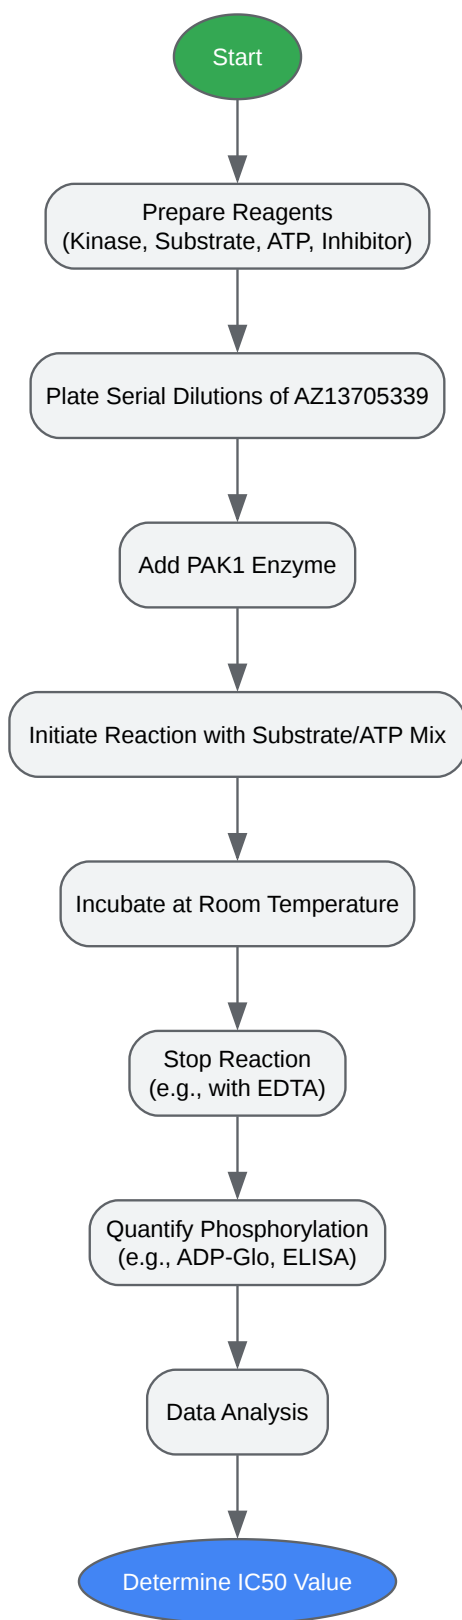 Start
Prepare Reagents
(Kinase, Substrate, ATP, Inhibitor)
Plate Serial Dilutions of AZ13705339
Add PAK1 Enzyme
Initiate Reaction with Substrate/ATP Mix
Incubate at Room Temperature
Stop Reaction
(e.g., with EDTA)
Quantify Phosphorylation
(e.g., ADP-Glo, ELISA)
Data Analysis
Determine IC50 Value